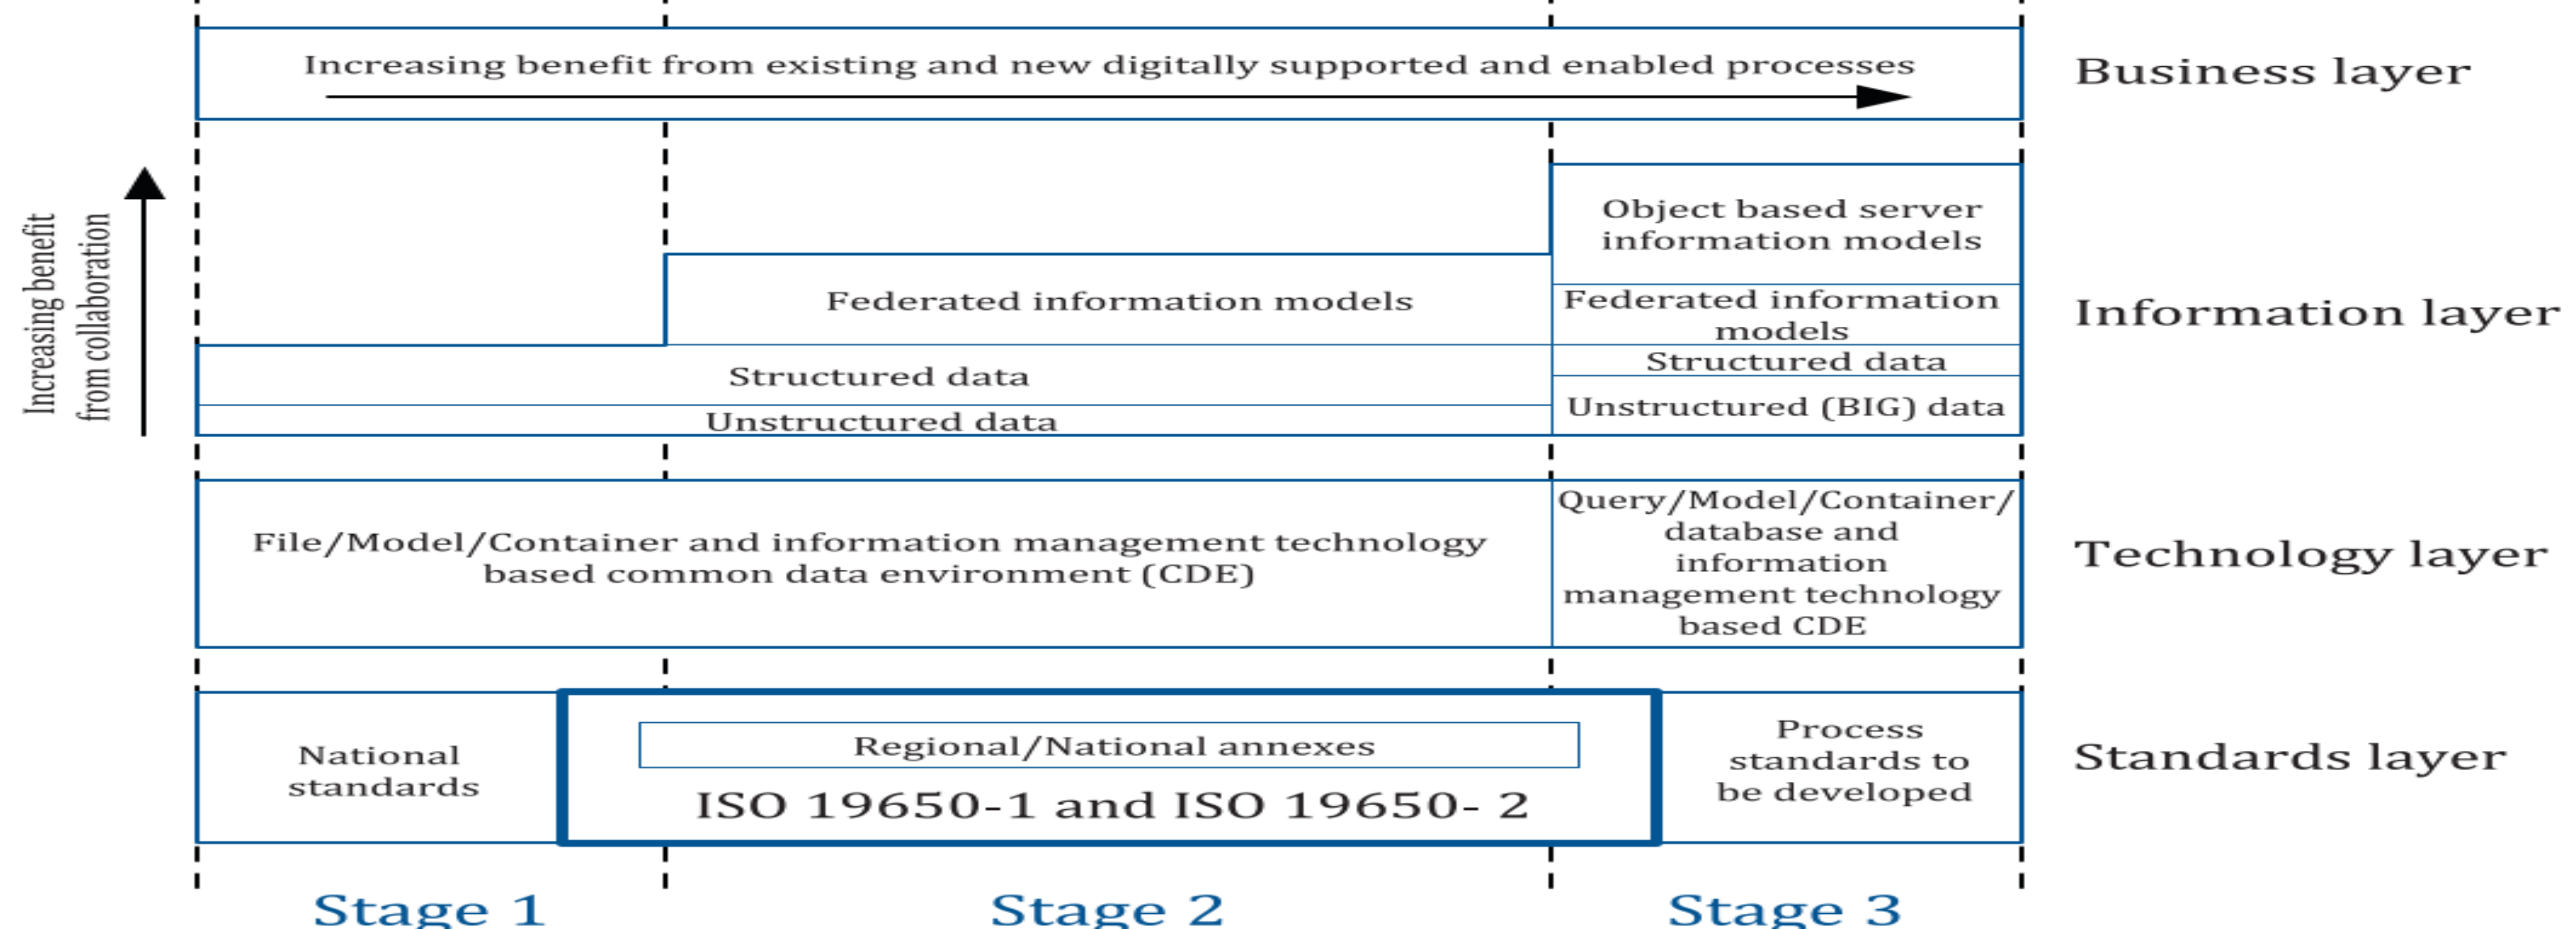 Increasing benefit from existing and new digitally supported and enabled processes
Business layer
Increasing benefit
from collaboration
Object based server
information models
Federated information models
Federated information
models
Structured data
Structured data
Unstructured data
Unstructured (BIG) data
Information layer
File/Model/Container and information management technology
based common data environment (CDE)
Query/Model/Container/
database and
information
management technology
based CDE
Technology layer
National
standards
Regional/National annexes
ISO 19650-1 and ISO 19650- 2
Process
standards to
be developed
Standards layer
Stage 1
Stage 2
Stage 3